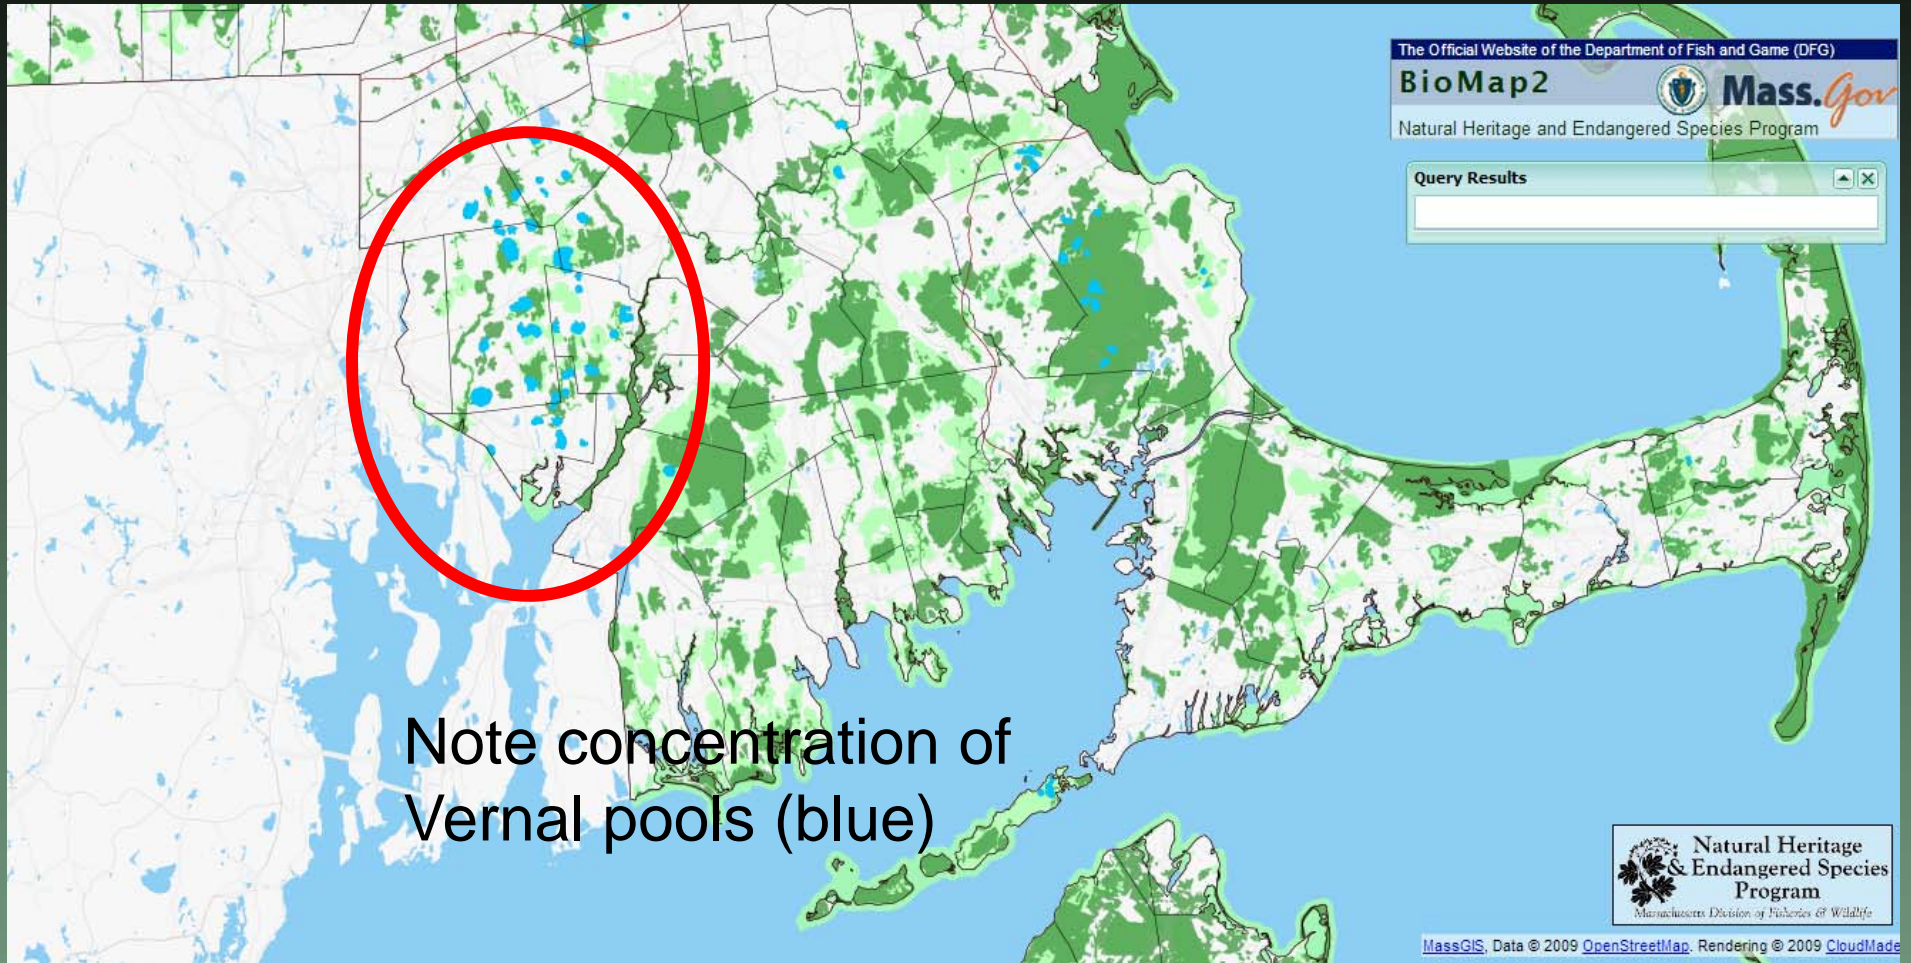 The Official Website of the Department of Fish and Game (DFG)
BioMap2
Mass.Gov
Natural Heritage and Endangered Species Program
Query Results
Note concentration of
Vernal pools (blue)
Natural Heritage
& Endangered Species
Program
Massachusetts Division of Fisheries & Wildlife
MassGIS, Data © 2009 OpenStreetMap. Rendering © 2009 CloudMade